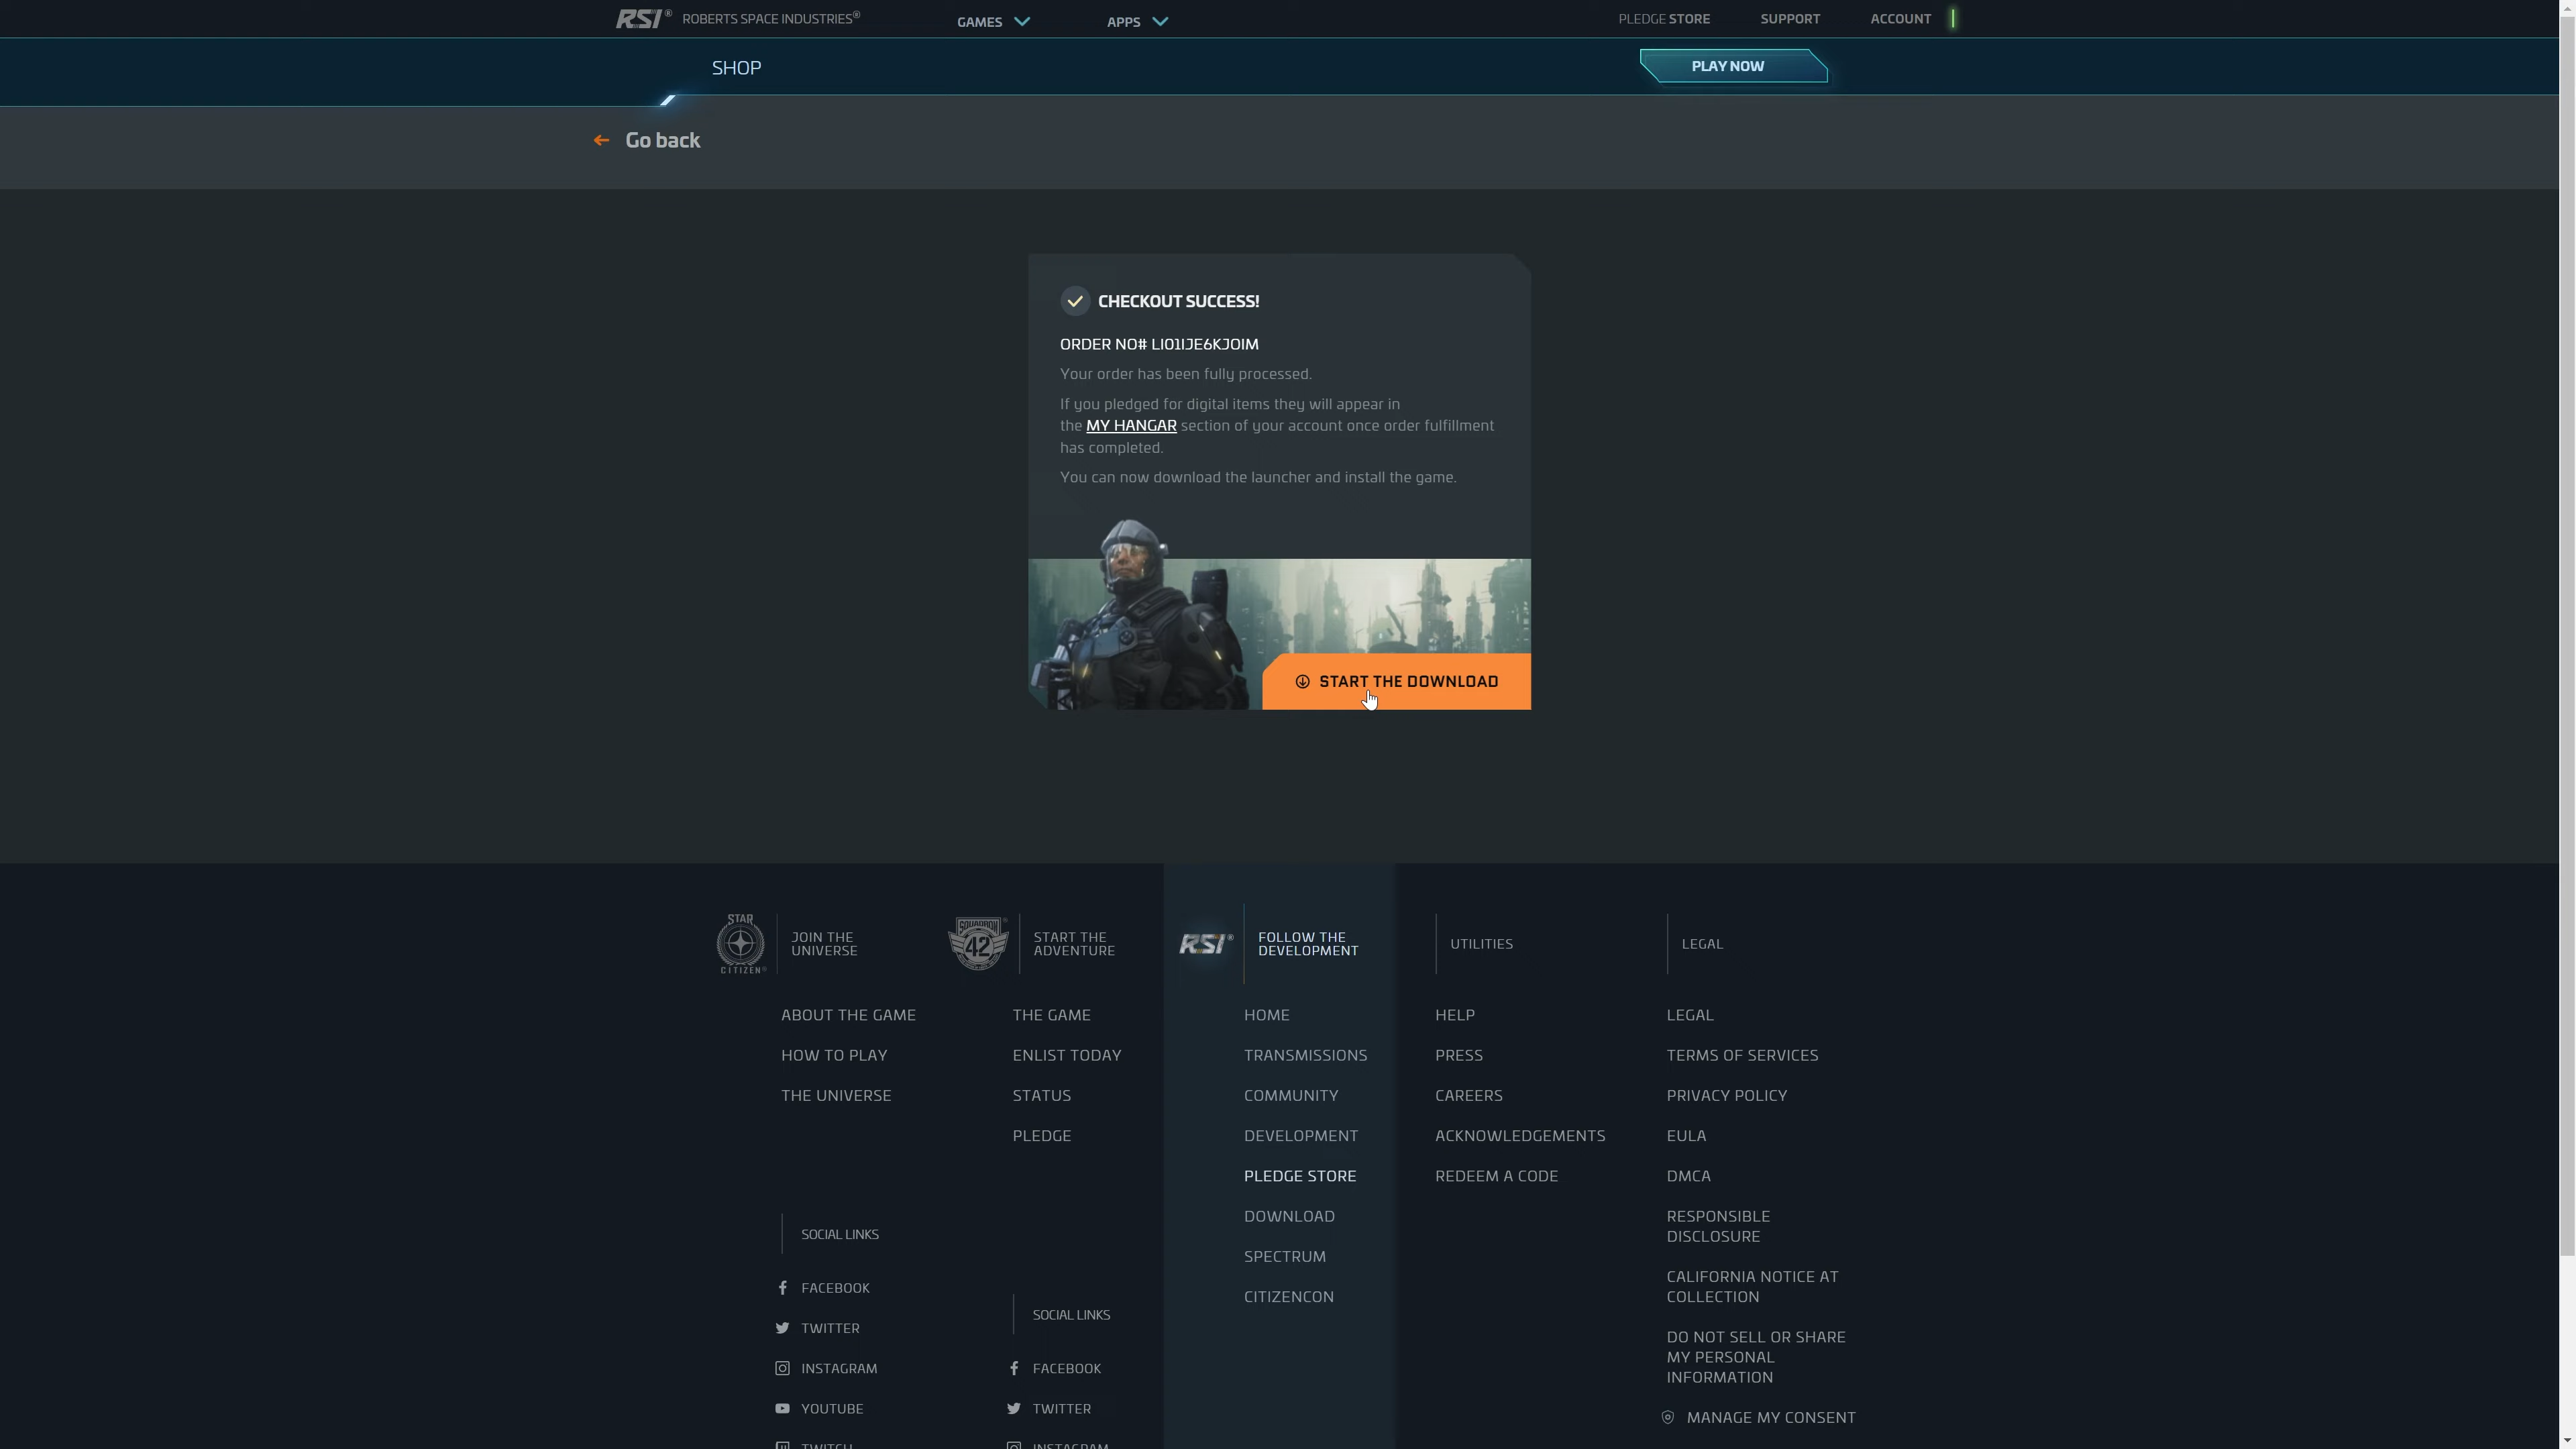 RSI® ROBERTS SPACE INDUSTRIES®
GAMES
APPS
PLEDGE STORE
SUPPORT
ACCOUNT
SHOP
PLAY NOW
Go back
CHECKOUT SUCCESS!
ORDER NO# LI01IJE6KJOIM
Your order has been fully processed.
If you pledged for digital items they will appear in
the MY HANGAR section of your account once order fulfillment
has completed.
You can now download the launcher and install the game.
START THE DOWNLOAD
STAR
CITIZEN®
JOIN THE
UNIVERSE
ABOUT THE GAME
HOW TO PLAY
THE UNIVERSE
SOCIAL LINKS
FACEBOOK
TWITTER
INSTAGRAM
YOUTUBE
TWITCH
SQUADRON
42
START THE
ADVENTURE
THE GAME
ENLIST TODAY
STATUS
PLEDGE
SOCIAL LINKS
FACEBOOK
TWITTER
INSTAGRAM
RSI®
FOLLOW THE
DEVELOPMENT
HOME
TRANSMISSIONS
COMMUNITY
DEVELOPMENT
PLEDGE STORE
DOWNLOAD
SPECTRUM
CITIZENCON
UTILITIES
HELP
PRESS
CAREERS
ACKNOWLEDGEMENTS
REDEEM A CODE
LEGAL
LEGAL
TERMS OF SERVICES
PRIVACY POLICY
EULA
DMCA
RESPONSIBLE
DISCLOSURE
CALIFORNIA NOTICE AT
COLLECTION
DO NOT SELL OR SHARE
MY PERSONAL
INFORMATION
MANAGE MY CONSENT